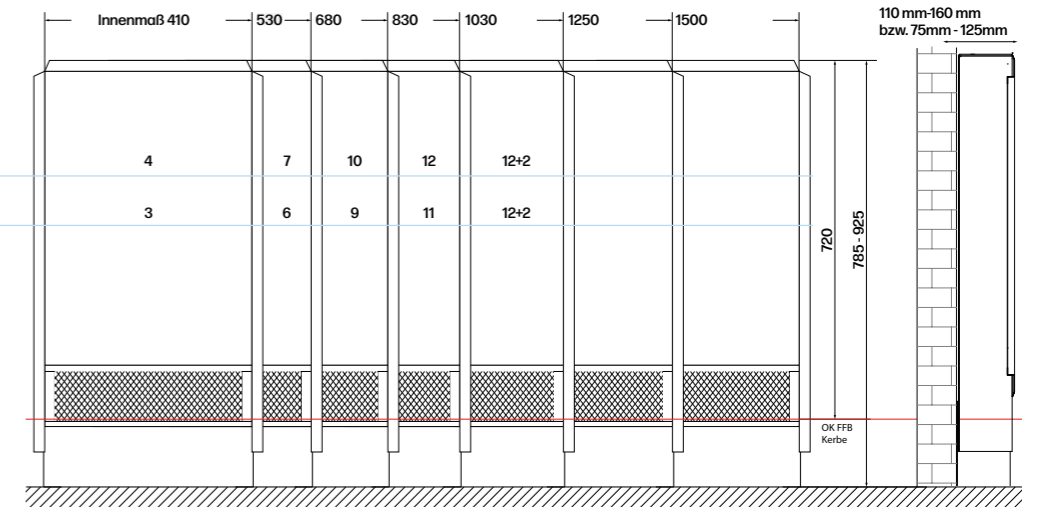 Innenmaß 410 530 680 830 1030 1250 1500
110 mm-160 mm
bzw. 75mm - 125mm
4 7 10 12 12+2
3 6 9 11 12+2
720
785 - 925
OK FFB
Kerbe